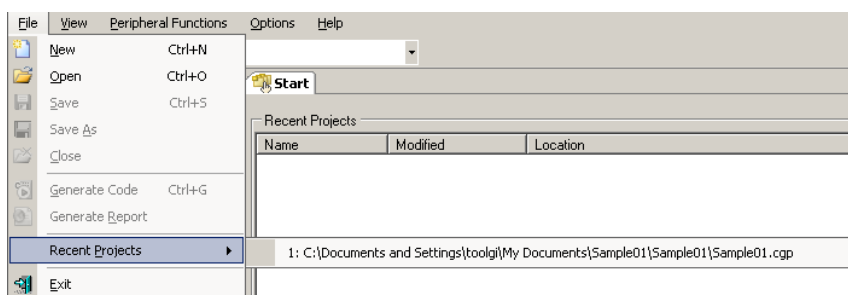 File View Peripheral Functions Options Help
New Ctrl+N
Open Ctrl+O
Save Ctrl+S
Save As
Close
Generate Code Ctrl+G
Generate Report
Recent Projects
Exit
Start
Recent Projects
Name Modified Location
1: C:\Documents and Settings\toolgi\My Documents\Sample01\Sample01\Sample01.cgp